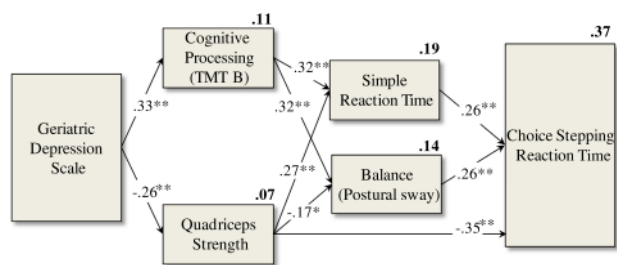 .11
Cognitive
Processing
(TMT B)
.19
.37
.32**
Simple
Reaction Time
.33**
.32**
.26**
Geriatric
Depression
Scale
Choice Stepping
Reaction Time
.14
.27**
Balance
(Postural sway)
.26**
-.26**
.07
-.17*
Quadriceps
Strength
-.35**